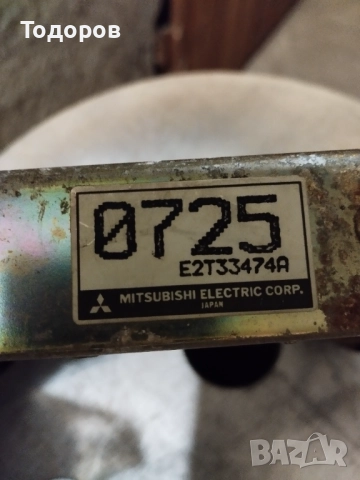 Тодоров
0725
E2T33474A
MITSUBISHI ELECTRIC CORP.
JAPAN
BAZAR